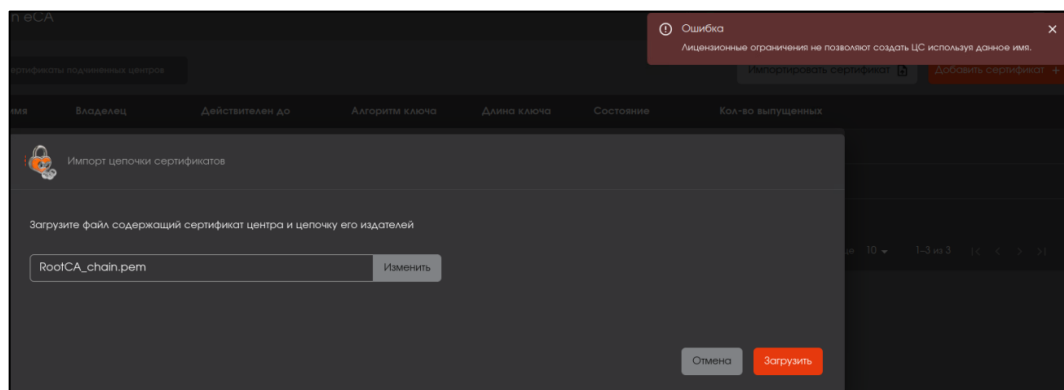 n eCA
Ошибка
Лицензионные ограничения не позволяют создать ЦС используя данное имя.
ертификаты подчиненных центров
Импортировать сертификат
Добавить сертификат +
имя Владелец Действителен до Алгоритм ключа Длина ключа Состояние Кол-во выпущенных
Импорт цепочки сертификатов
Загрузите файл содержащий сертификат центра и цепочку его издателей
10 1–3 из 3
RootCA_chain.pem Изменить
Отмена Загрузить